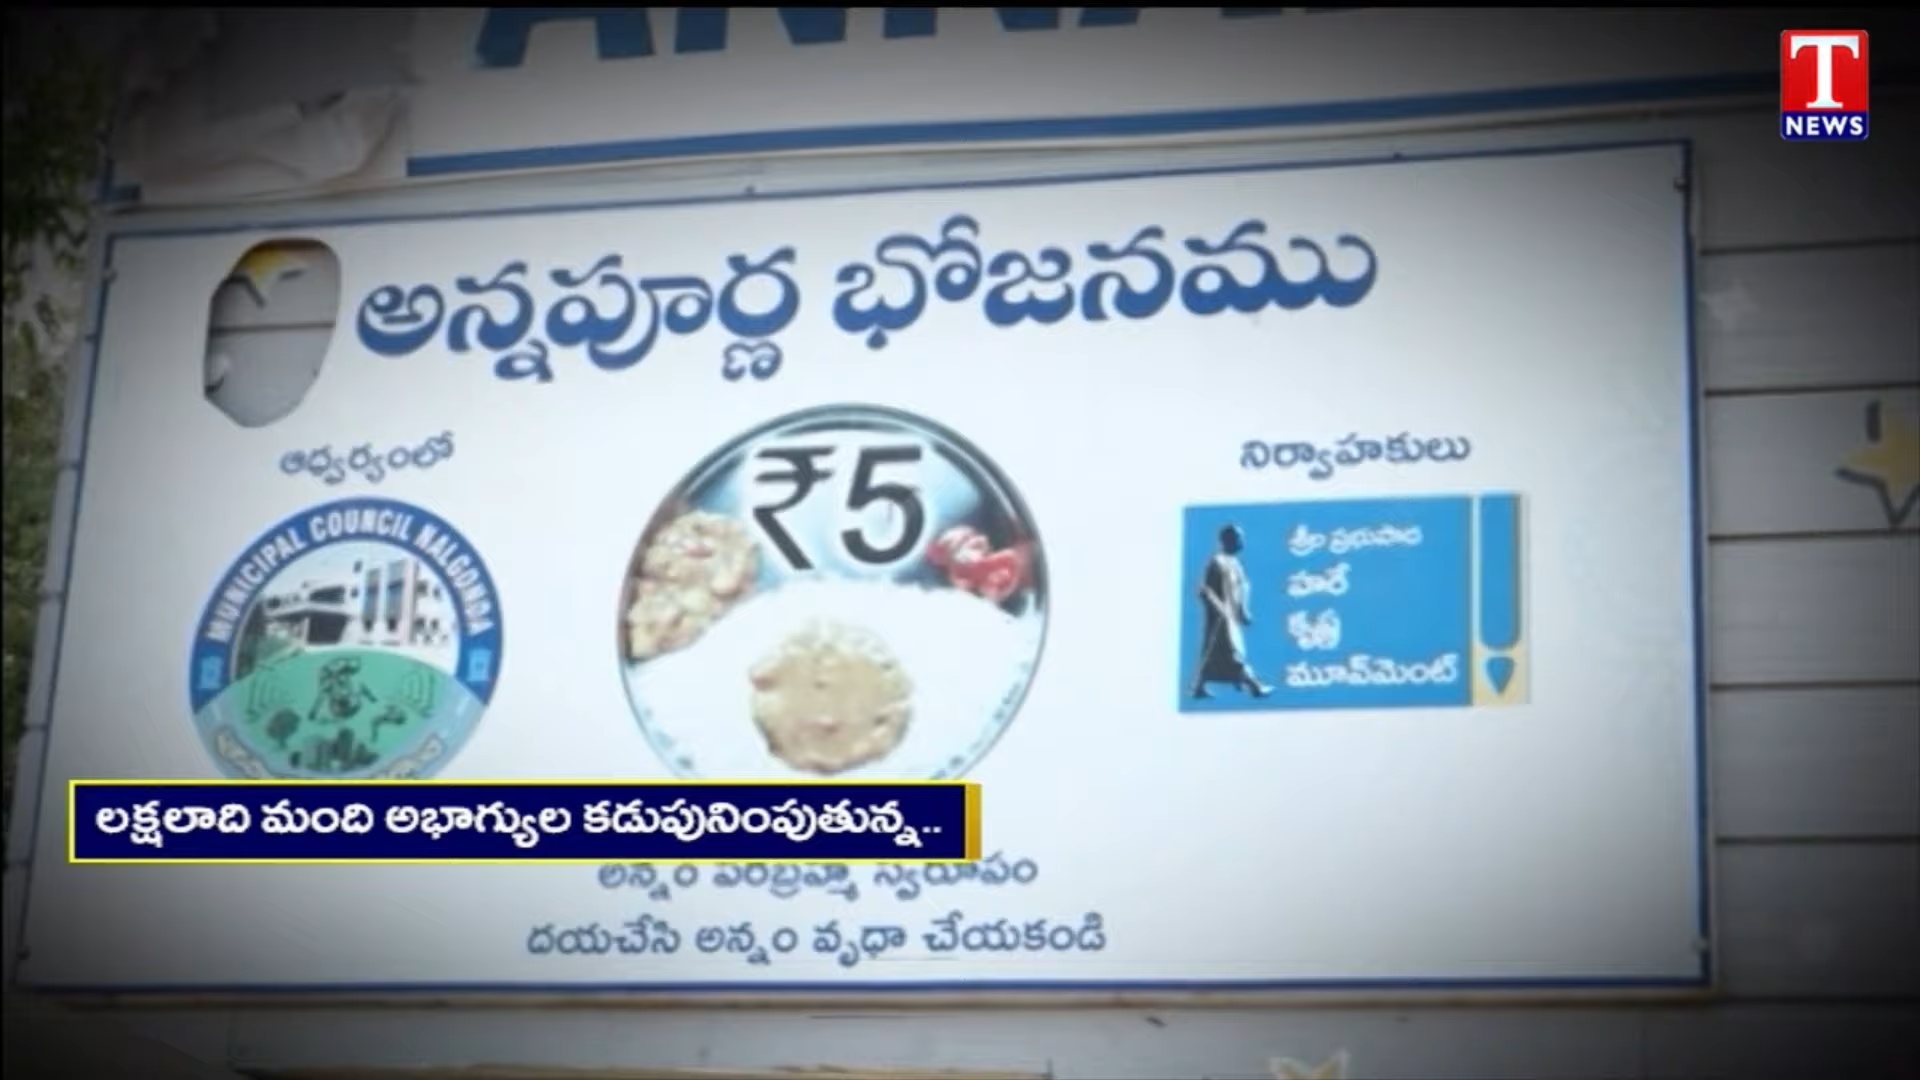 T
NEWS
అన్నపూర్ణ భోజనము
ఆధ్వర్యంలో
MUNICIPAL COUNCIL NALGONDA
₹5
నిర్వాహకులు
శ్రీల ప్రభుపాద
హరే
కృష్ణ
మూవ్‌మెంట్
లక్షలాది మంది అభాగ్యుల కడుపునింపుతున్న..
అన్నం పరబ్రహ్మ స్వరూపం
దయచేసి అన్నం వృధా చేయకండి